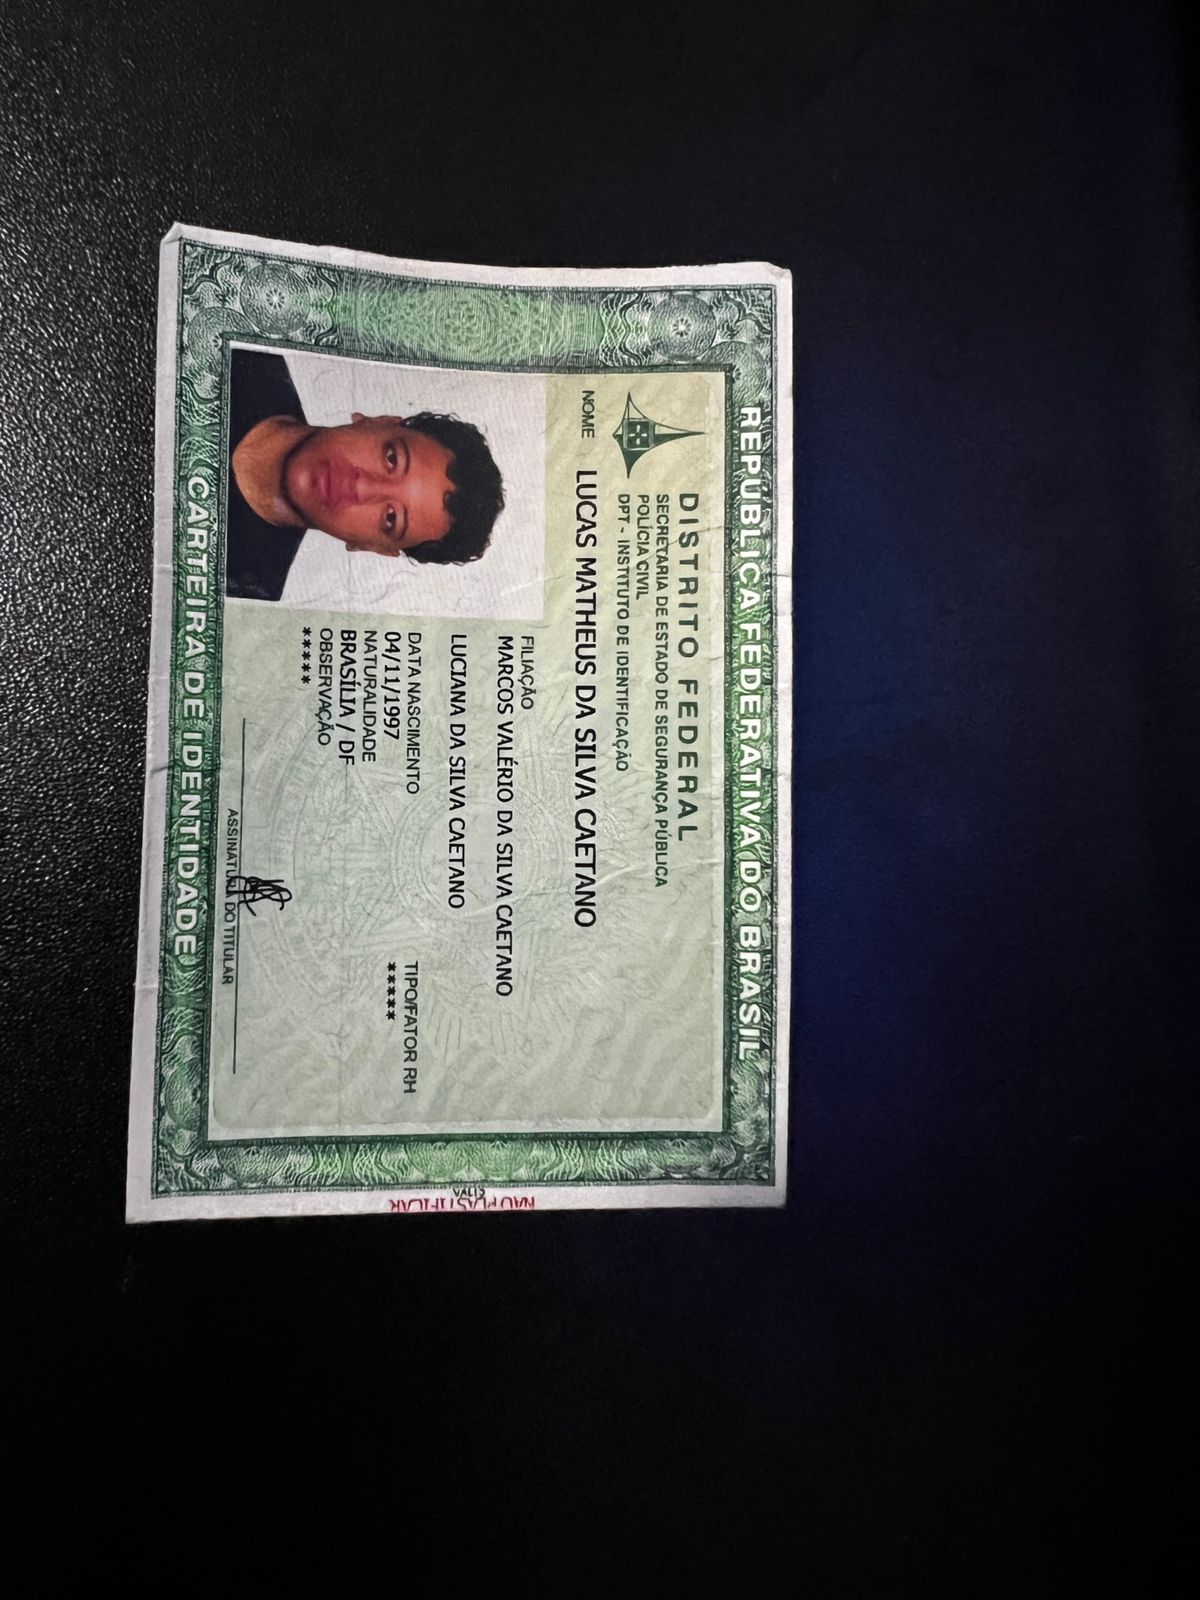 REPÚBLICA FEDERATIVA DO BRASIL
DISTRITO FEDERAL
SECRETARIA DE ESTADO DE SEGURANÇA PÚBLICA
POLÍCIA CIVIL
DPT - INSTITUTO DE IDENTIFICAÇÃO
NOME LUCAS MATHEUS DA SILVA CAETANO
FILIAÇÃO
MARCOS VALÉRIO DA SILVA CAETANO
LUCIANA DA SILVA CAETANO
DATA NASCIMENTO TIPO/FATOR RH
04/11/1997 *****
NATURALIDADE
BRASÍLIA / DF
OBSERVAÇÃO
*****
ASSINATURA DO TITULAR
CARTEIRA DE IDENTIDADE
NÃO PLASTIFICAR